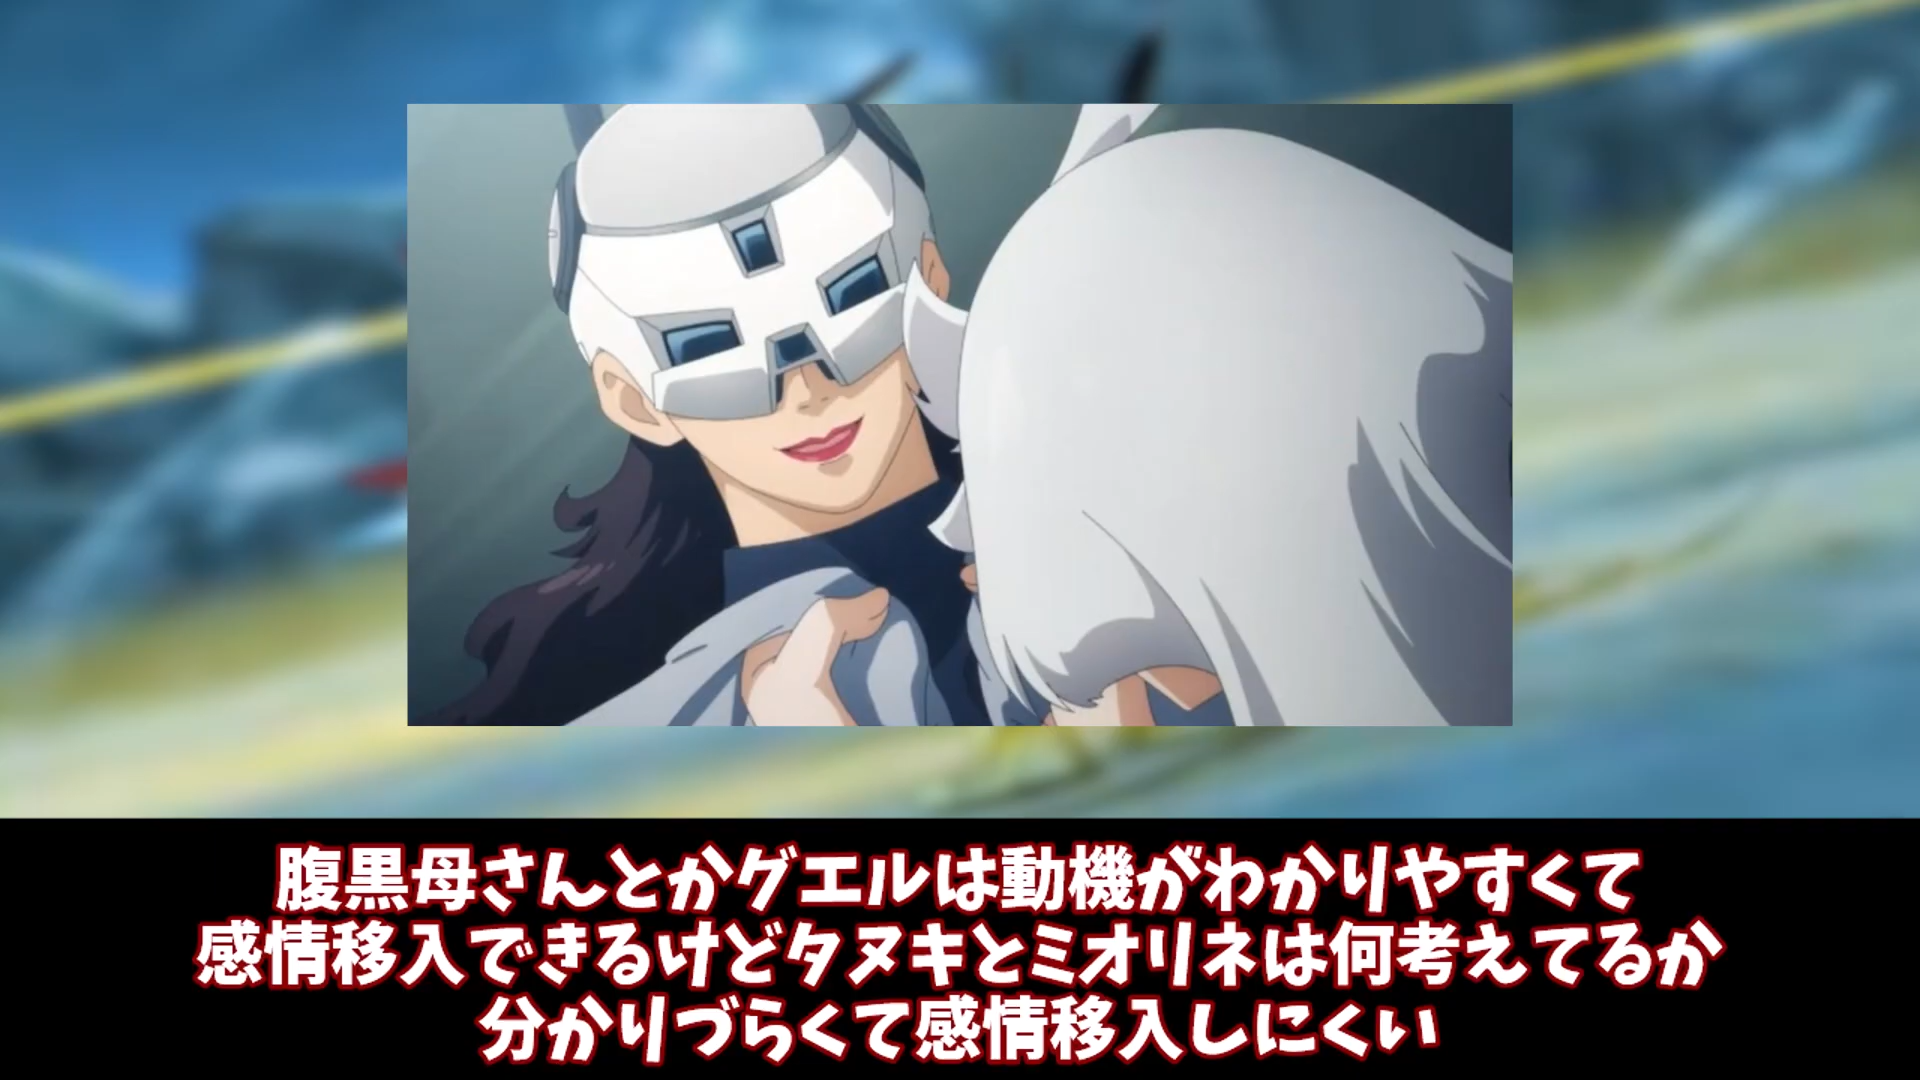 腹黒母さんとかグエルは動機がわかりやすくて
感情移入できるけどタヌキとミオリネは何考えてるか
分かりづらくて感情移入しにくい